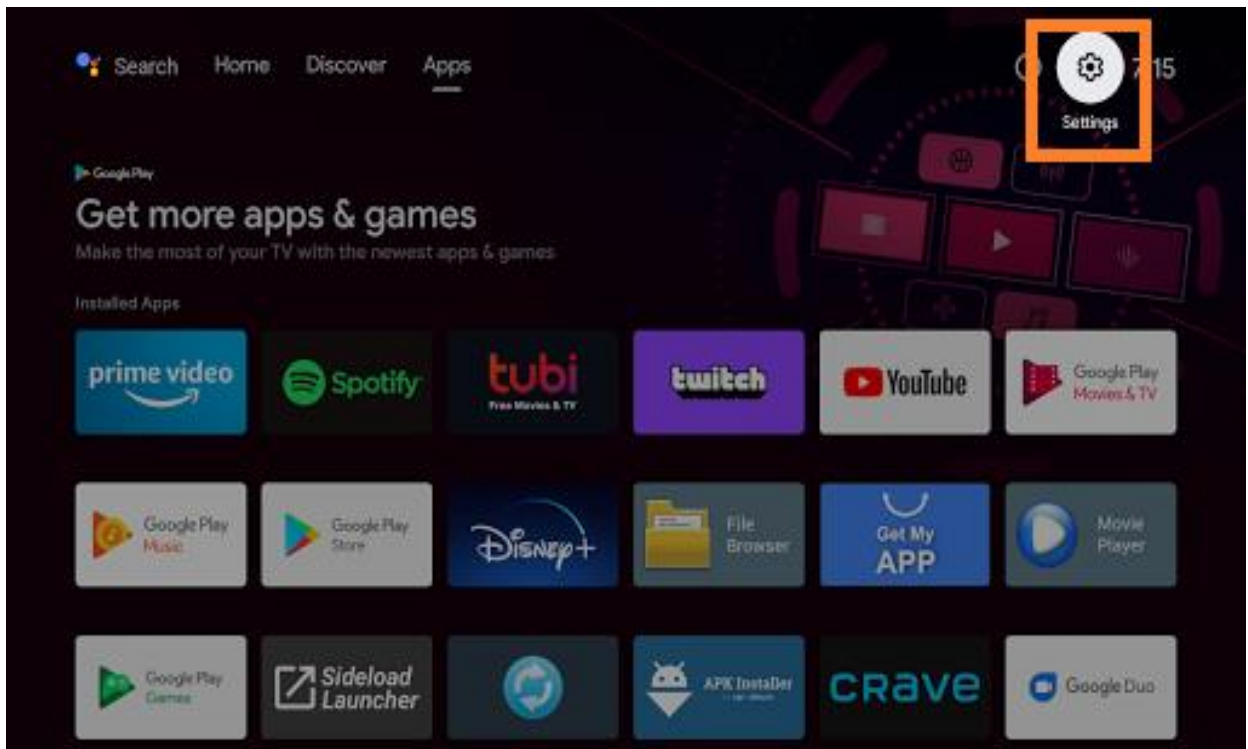 Search Home Discover Apps
7:15
Settings
Google Play
Get more apps & games
Make the most of your TV with the newest apps & games
Installed Apps
prime video
Spotify
tubi
Free Movies & TV
twitch
YouTube
Google Play
Movies & TV
Google Play
Music
Google Play
Store
Disney+
File
Browser
Get My
APP
Movie
Player
Google Play
Games
Sideload
Launcher
APK Installer
CRAVE
Google Duo